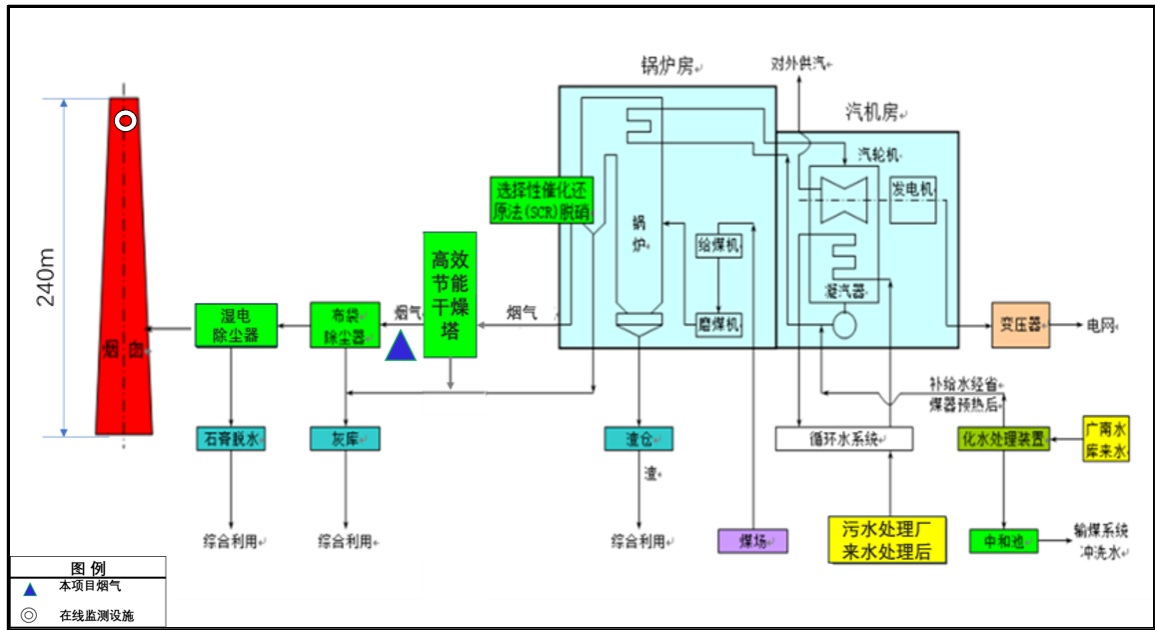 锅炉房
对外供汽
汽机房
汽轮机
发电机
选择性催化还
原法(SCR)脱硝
锅
炉
给煤机
磨煤机
凝汽器
高效
节能
干燥
塔
烟气
烟气
布袋
除尘器
湿电
除尘器
烟 囱
240m
变压器
电网
补给水经省
煤器预热后
石膏脱水
灰库
渣仓
循环水系统
化水处理装置
广南水
库来水
渣
综合利用
综合利用
综合利用
煤场
污水处理厂
来水处理后
中和池
输煤系统
冲洗水
图 例
本项目烟气
在线监测设施